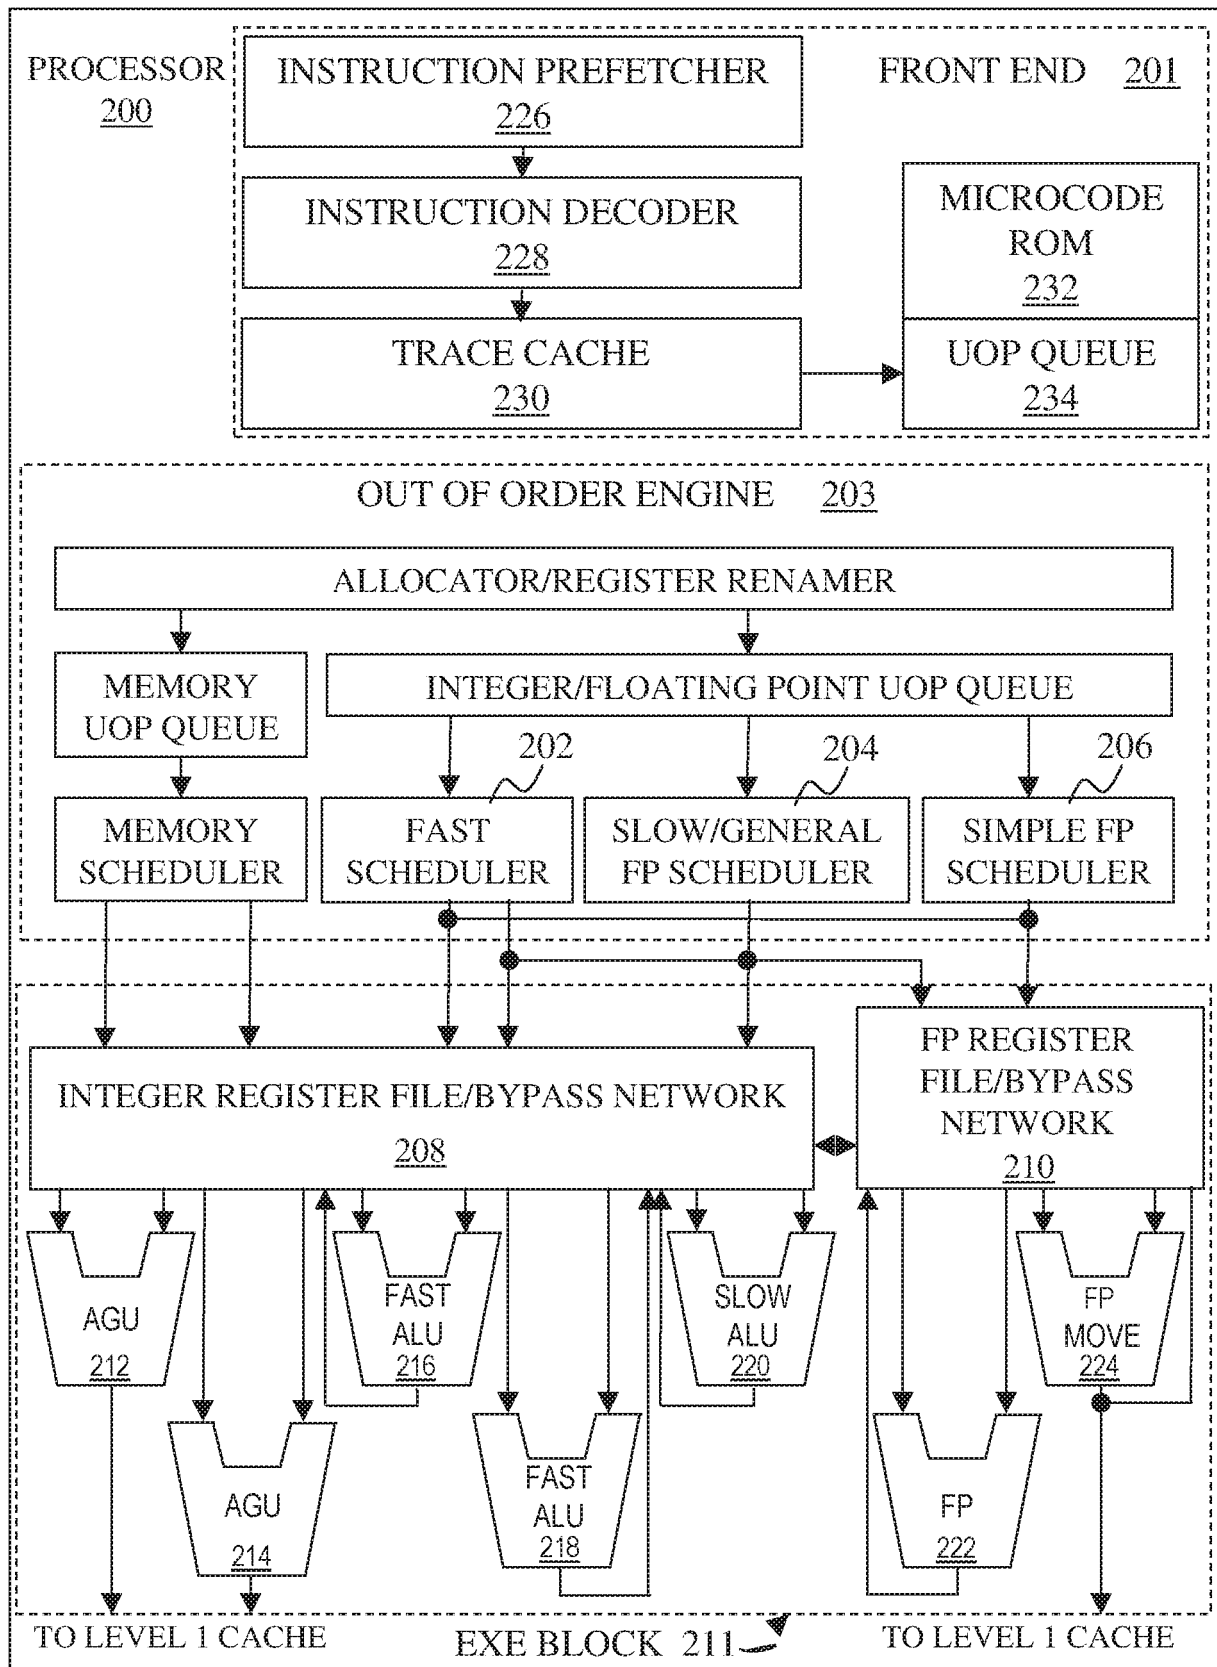 PROCESSOR
200
INSTRUCTION PREFETCHER
226
FRONT END 201
INSTRUCTION DECODER
228
MICROCODE
ROM
232
TRACE CACHE
230
UOP QUEUE
234
OUT OF ORDER ENGINE 203
ALLOCATOR/REGISTER RENAMER
MEMORY
UOP QUEUE
INTEGER/FLOATING POINT UOP QUEUE
202
204
206
MEMORY
SCHEDULER
FAST
SCHEDULER
SLOW/GENERAL
FP SCHEDULER
SIMPLE FP
SCHEDULER
INTEGER REGISTER FILE/BYPASS NETWORK
208
FP REGISTER
FILE/BYPASS
NETWORK
210
AGU
212
FAST
ALU
216
SLOW
ALU
220
FP
MOVE
224
AGU
214
FAST
ALU
218
FP
222
TO LEVEL 1 CACHE
EXE BLOCK 211
TO LEVEL 1 CACHE